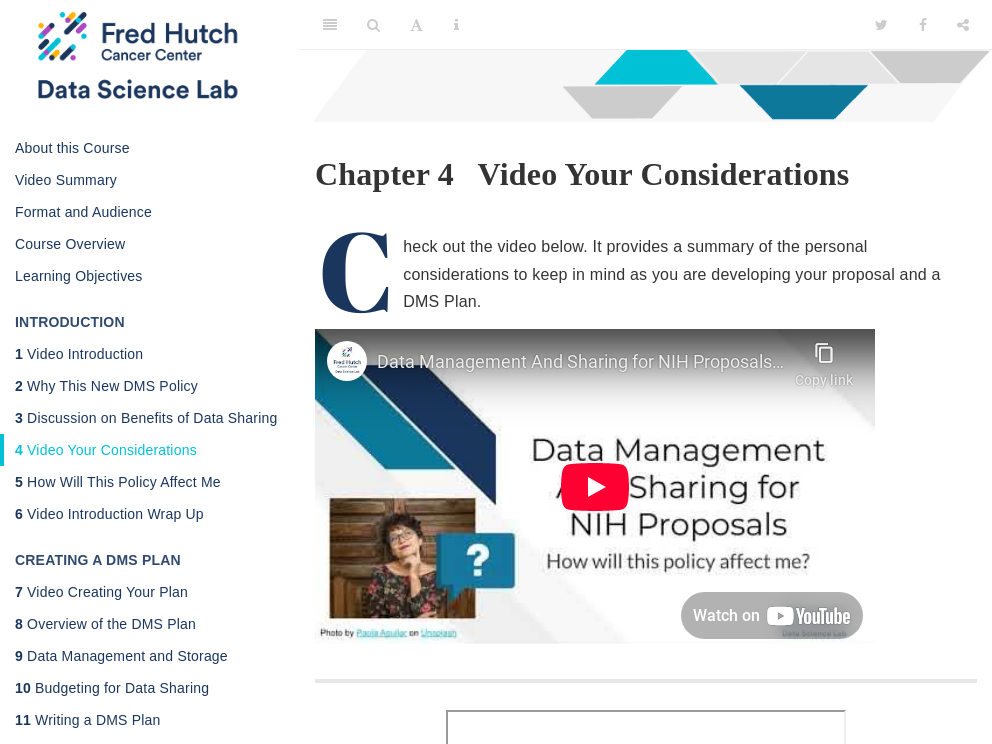 Fred Hutch
Cancer Center
Data Science Lab
About this Course
Video Summary
Format and Audience
Course Overview
Learning Objectives
INTRODUCTION
1 Video Introduction
2 Why This New DMS Policy
3 Discussion on Benefits of Data Sharing
4 Video Your Considerations
5 How Will This Policy Affect Me
6 Video Introduction Wrap Up
CREATING A DMS PLAN
7 Video Creating Your Plan
8 Overview of the DMS Plan
9 Data Management and Storage
10 Budgeting for Data Sharing
11 Writing a DMS Plan
Chapter 4 Video Your Considerations
Check out the video below. It provides a summary of the personal
considerations to keep in mind as you are developing your proposal and a
DMS Plan.
Fred Hutch
Cancer Center
Data Science Lab
Data Management And Sharing for NIH Proposals…
Copy link
Data Management
Sharing for
NIH Proposals
How will this policy affect me?
?
Photo by Paola Aguilar on Unsplash
Watch on YouTube
Data Science Lab